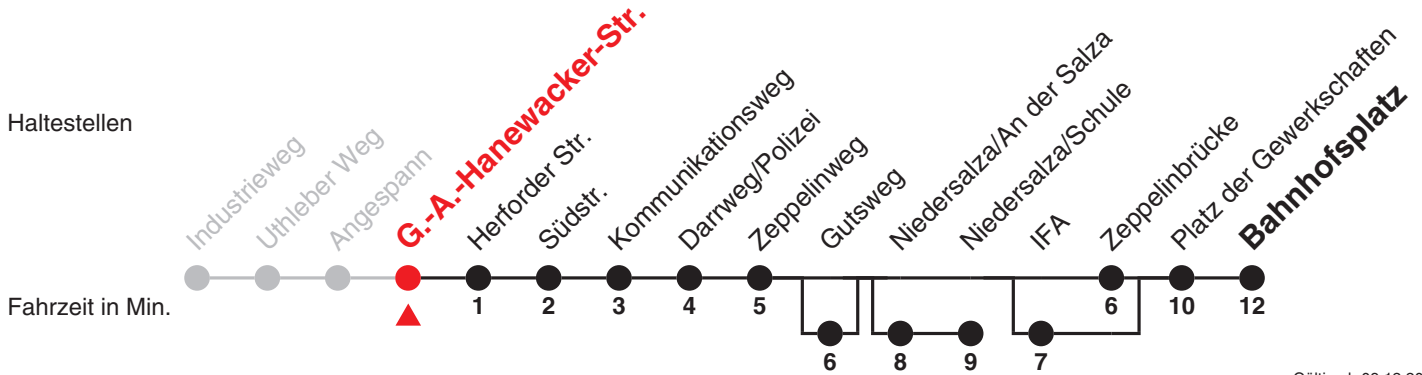 Haltestellen
Industrieweg
Uthleber Weg
Angespann
G.-A.-Hanewacker-Str.
Herforder Str.
Südstr.
Kommunikationsweg
Darrweg/Polizei
Zeppelinweg
Gutsweg
Niedersalza/An der Salza
Niedersalza/Schule
IFA
Zeppelinbrücke
Platz der Gewerkschaften
Bahnhofsplatz
Fahrzeit in Min.
1 2 3 4 5 6 10 12
6 8 9 7